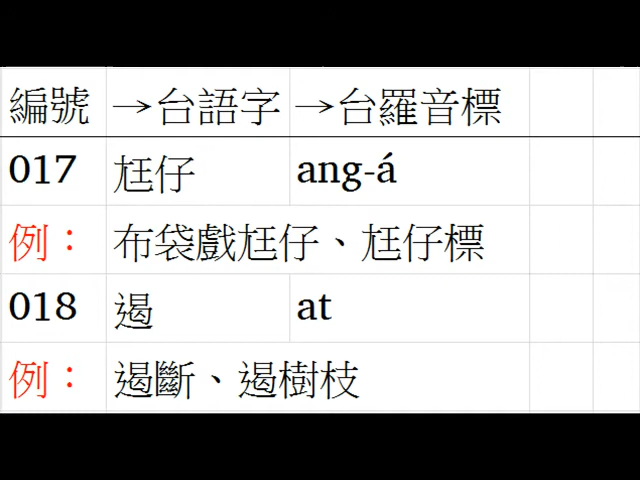 編號 →台語字 →台羅音標
017 尪仔 ang-á
例： 布袋戲尪仔、尪仔標
018 遏 at
例： 遏斷、遏樹枝